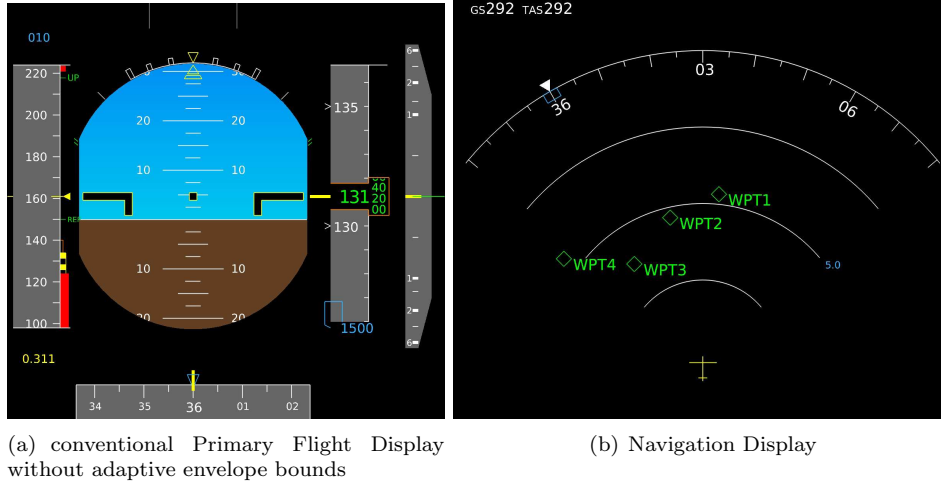 GS292 TAS292
010
220
UP
200
180
160
REF
140
120
100
0.311
20 20
10 10
10 10
20 20
135
131
40
20
00
130
1500
6
2
1
1
2
6
34 35 36 01 02
36 03 06
WPT1
WPT2
WPT4 WPT3
5.0
(a) conventional Primary Flight Display
without adaptive envelope bounds
(b) Navigation Display